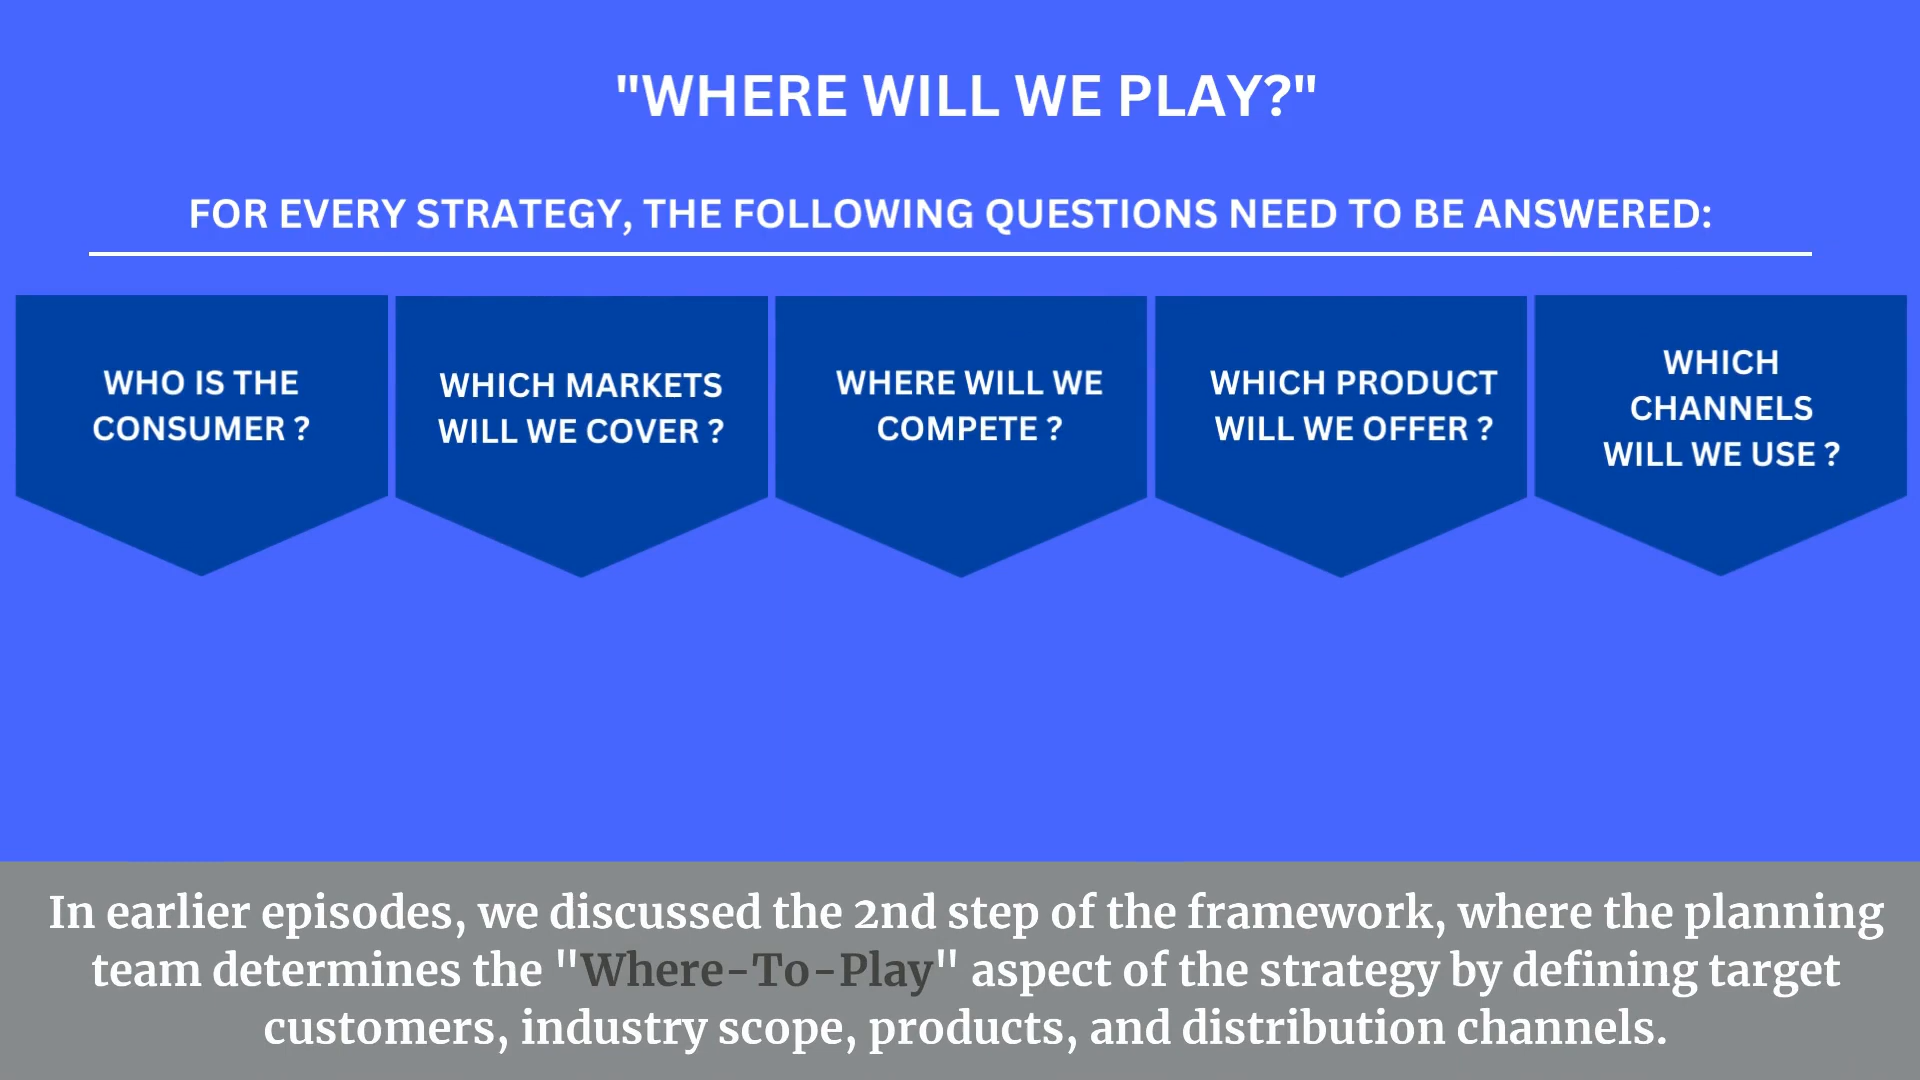 "WHERE WILL WE PLAY?"
FOR EVERY STRATEGY, THE FOLLOWING QUESTIONS NEED TO BE ANSWERED:
WHO IS THE
CONSUMER ?
WHICH MARKETS
WILL WE COVER ?
WHERE WILL WE
COMPETE ?
WHICH PRODUCT
WILL WE OFFER ?
WHICH
CHANNELS
WILL WE USE ?
In earlier episodes, we discussed the 2nd step of the framework, where the planning
team determines the "Where-To-Play" aspect of the strategy by defining target
customers, industry scope, products, and distribution channels.